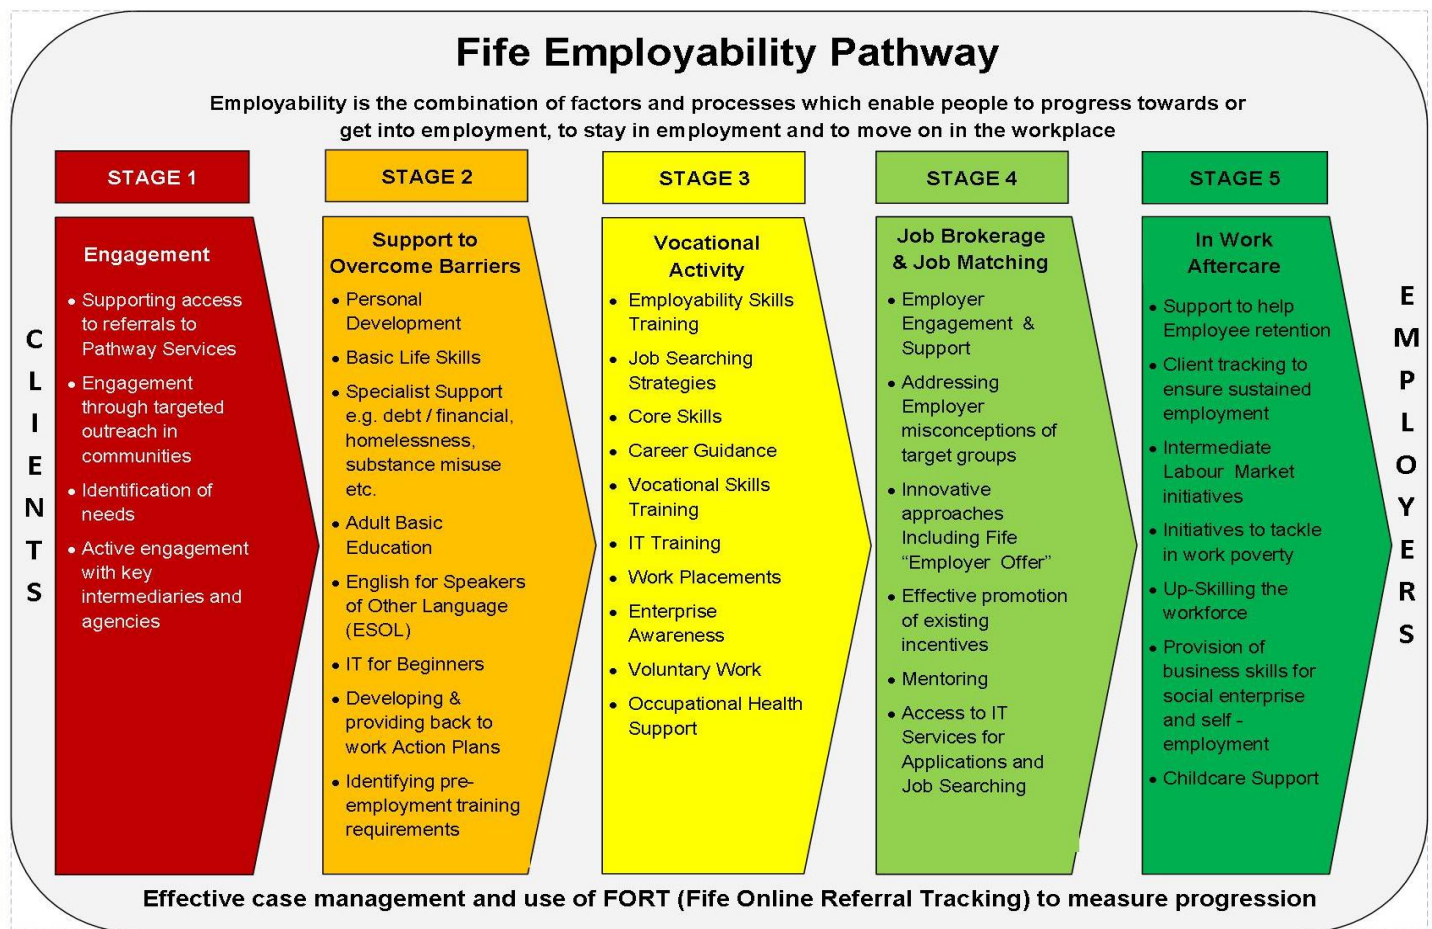 Fife Employability Pathway
Employability is the combination of factors and processes which enable people to progress towards or
get into employment, to stay in employment and to move on in the workplace
CLIENTS
STAGE 1
Engagement
• Supporting access
to referrals to
Pathway Services
• Engagement
through targeted
outreach in
communities
• Identification of
needs
• Active engagement
with key
intermediaries and
agencies
STAGE 2
Support to
Overcome Barriers
• Personal
Development
• Basic Life Skills
• Specialist Support
e.g. debt / financial,
homelessness,
substance misuse
etc.
• Adult Basic
Education
• English for Speakers
of Other Language
(ESOL)
• IT for Beginners
• Developing &
providing back to
work Action Plans
• Identifying pre-
employment training
requirements
STAGE 3
Vocational
Activity
• Employability Skills
Training
• Job Searching
Strategies
• Core Skills
• Career Guidance
• Vocational Skills
Training
• IT Training
• Work Placements
• Enterprise
Awareness
• Voluntary Work
• Occupational Health
Support
STAGE 4
Job Brokerage
& Job Matching
• Employer
Engagement &
Support
• Addressing
Employer
misconceptions of
target groups
• Innovative
approaches
Including Fife
“Employer Offer”
• Effective promotion
of existing
incentives
• Mentoring
• Access to IT
Services for
Applications and
Job Searching
STAGE 5
In Work
Aftercare
• Support to help
Employee retention
• Client tracking to
ensure sustained
employment
• Intermediate
Labour Market
initiatives
• Initiatives to tackle
in work poverty
• Up-Skilling the
workforce
• Provision of
business skills for
social enterprise
and self -
employment
• Childcare Support
EMPLOYERS
Effective case management and use of FORT (Fife Online Referral Tracking) to measure progression